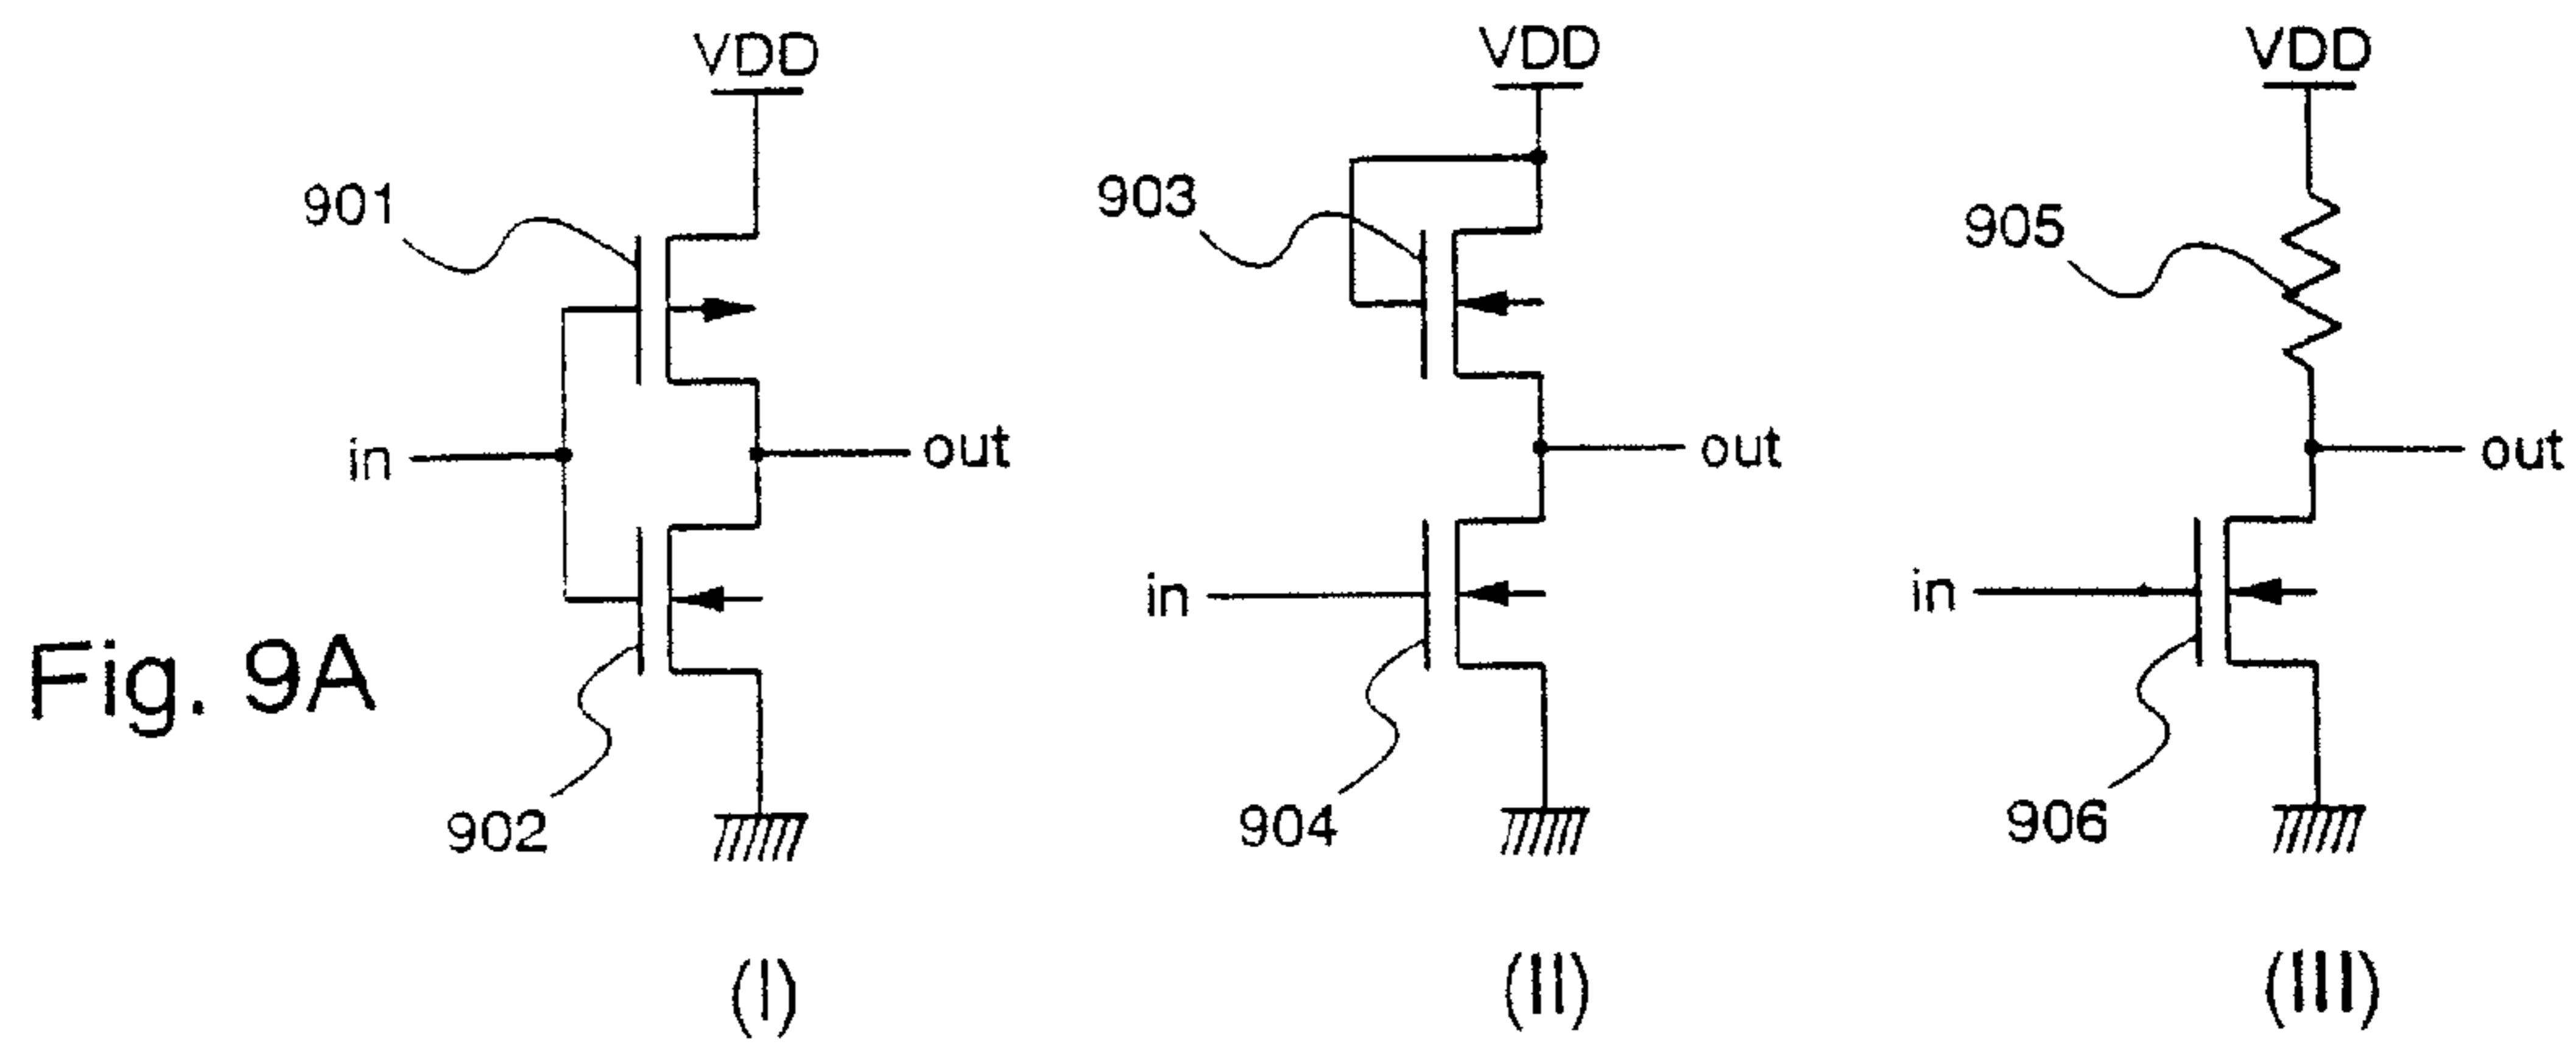 VDD
VDD
VDD
901
903
905
in
out
out
out
in
in
Fig. 9A
902
904
906
(I)
(II)
(III)